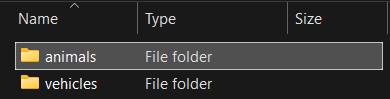 Name Type Size
animals File folder
vehicles File folder